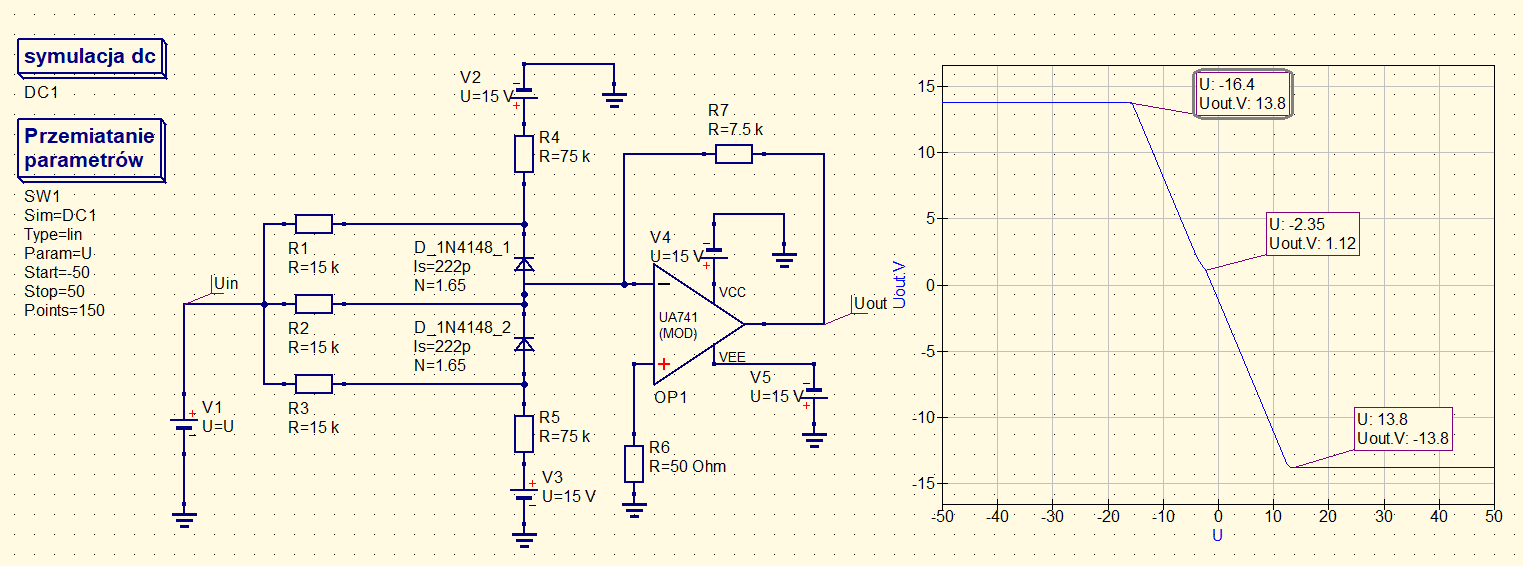 symulacja dc
DC1
Przemiatanie
parametrów
SW1
Sim=DC1
Type=lin
Param=U
Start=-50
Stop=50
Points=150
V2
U=15 V
R4
R=75 k
R1
R=15 k
R2
R=15 k
R3
R=15 k
Uin
V1
U=U
D_1N4148_1
Is=222p
N=1.65
D_1N4148_2
Is=222p
N=1.65
R5
R=75 k
V3
U=15 V
R7
R=7.5 k
V4
U=15 V
VCC
UA741
(MOD)
VEE
OP1
V5
U=15 V
R6
R=50 Ohm
Uout
Uout.V
15
10
5
0
-5
-10
-15
-50
-40
-30
-20
-10
0
10
20
30
40
50
U
U: -16.4
Uout.V: 13.8
U: -2.35
Uout.V: 1.12
U: 13.8
Uout.V: -13.8